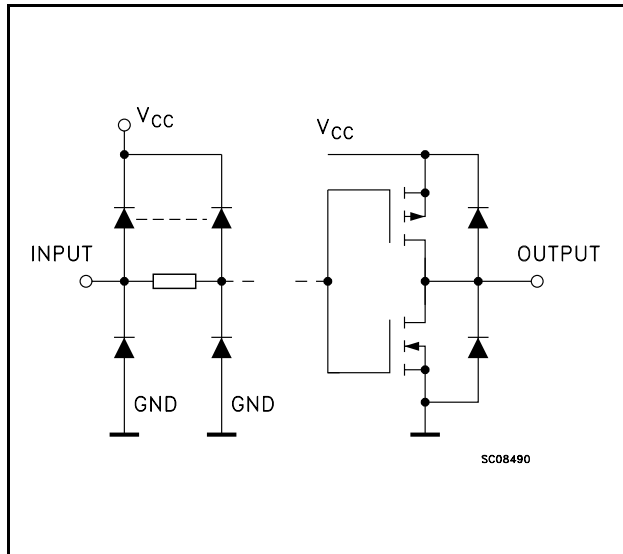 VCC
VCC
INPUT
OUTPUT
GND
GND
SC08490